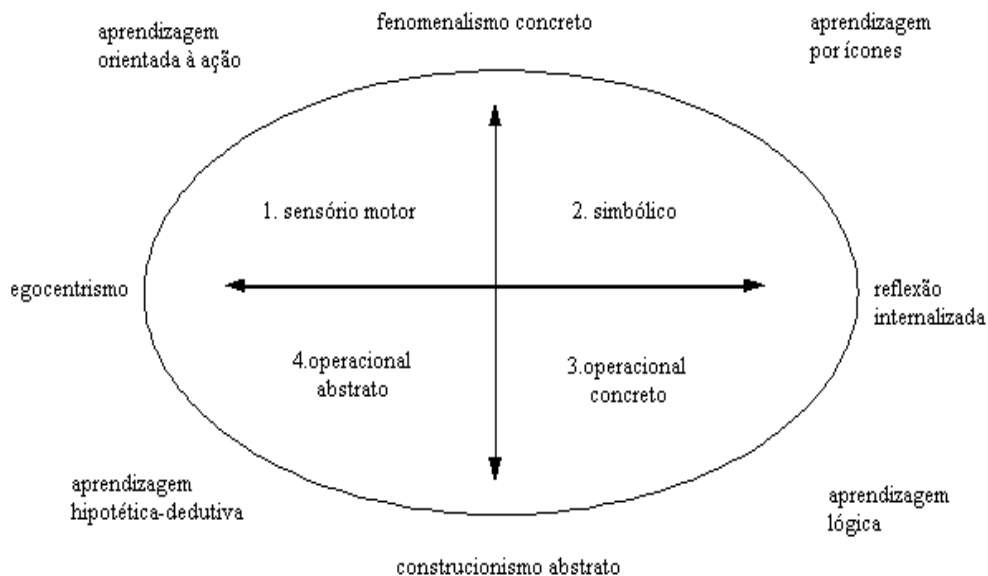 fenomenalismo concreto
aprendizagem
orientada à ação
aprendizagem
por ícones
1. sensório motor
2. simbólico
egocentrismo
reflexão
internalizada
4.operacional
abstrato
3.operacional
concreto
aprendizagem
hipotética-dedutiva
aprendizagem
lógica
construcionismo abstrato